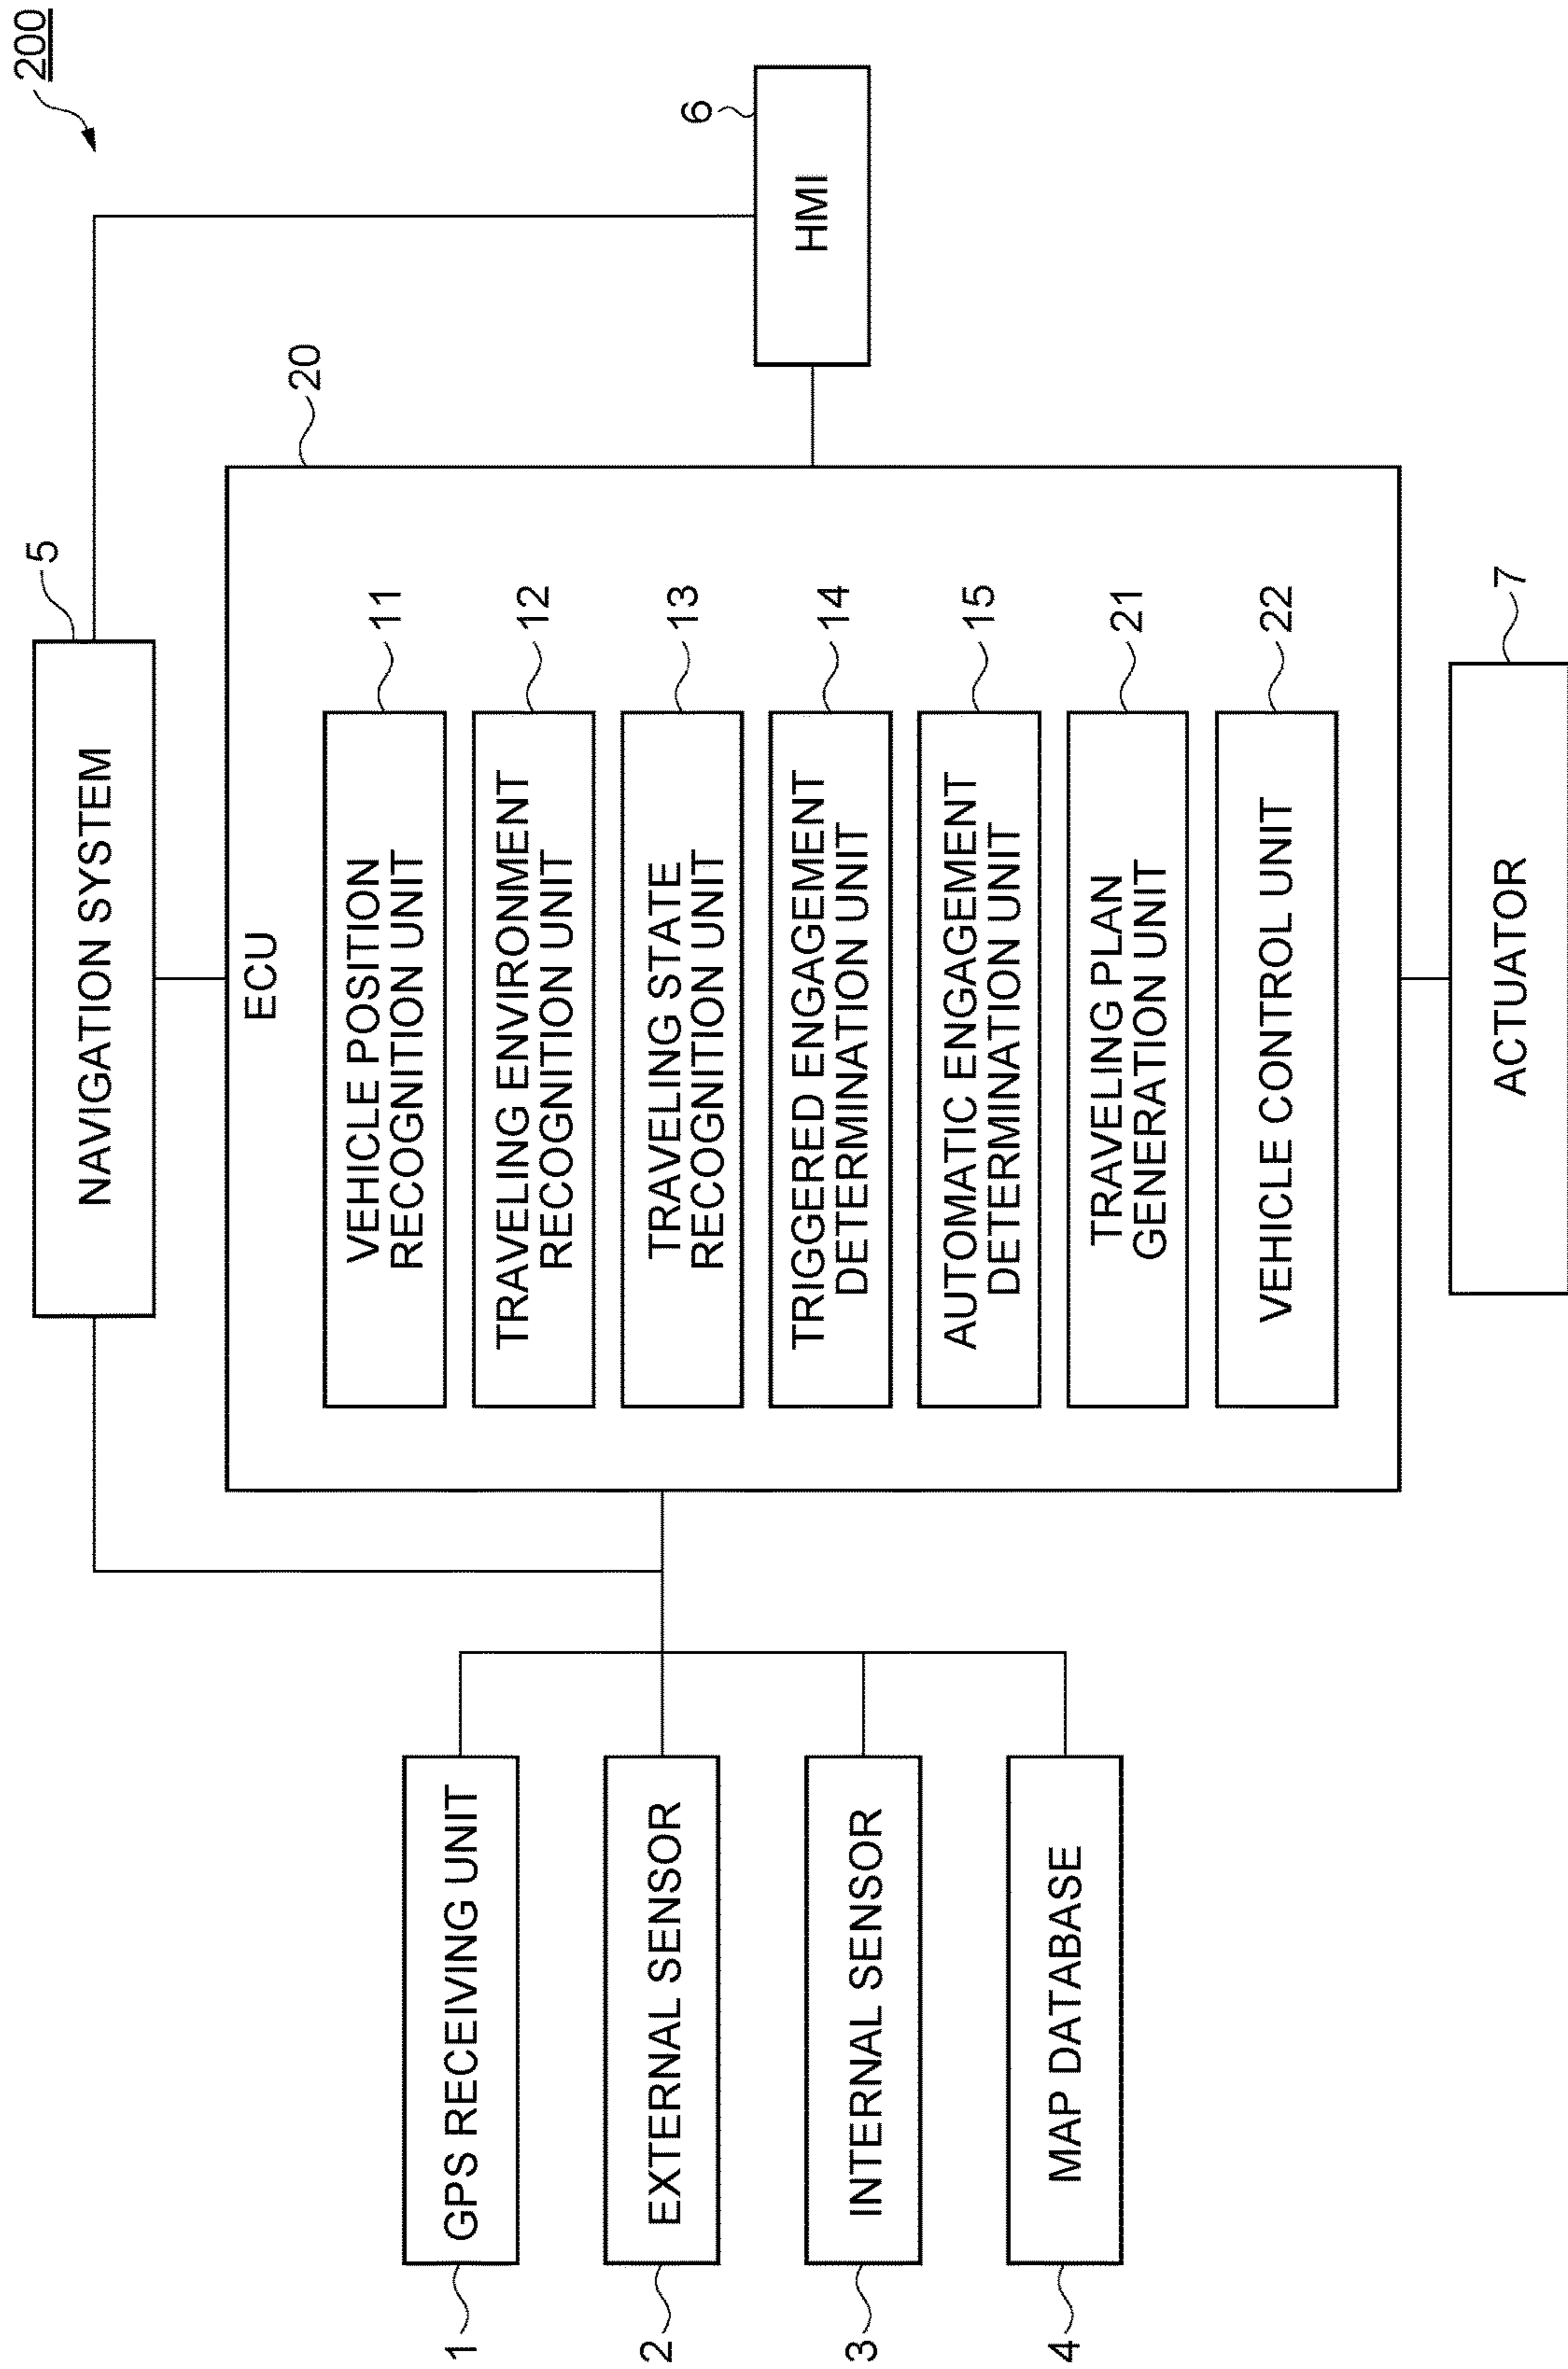 200
5
NAVIGATION SYSTEM
20
ECU
6
HMI
1
GPS RECEIVING UNIT
2
EXTERNAL SENSOR
3
INTERNAL SENSOR
4
MAP DATABASE
VEHICLE POSITION
RECOGNITION UNIT
11
TRAVELING ENVIRONMENT
RECOGNITION UNIT
12
TRAVELING STATE
RECOGNITION UNIT
13
TRIGGERED ENGAGEMENT
DETERMINATION UNIT
14
AUTOMATIC ENGAGEMENT
DETERMINATION UNIT
15
TRAVELING PLAN
GENERATION UNIT
21
VEHICLE CONTROL UNIT
22
ACTUATOR
7